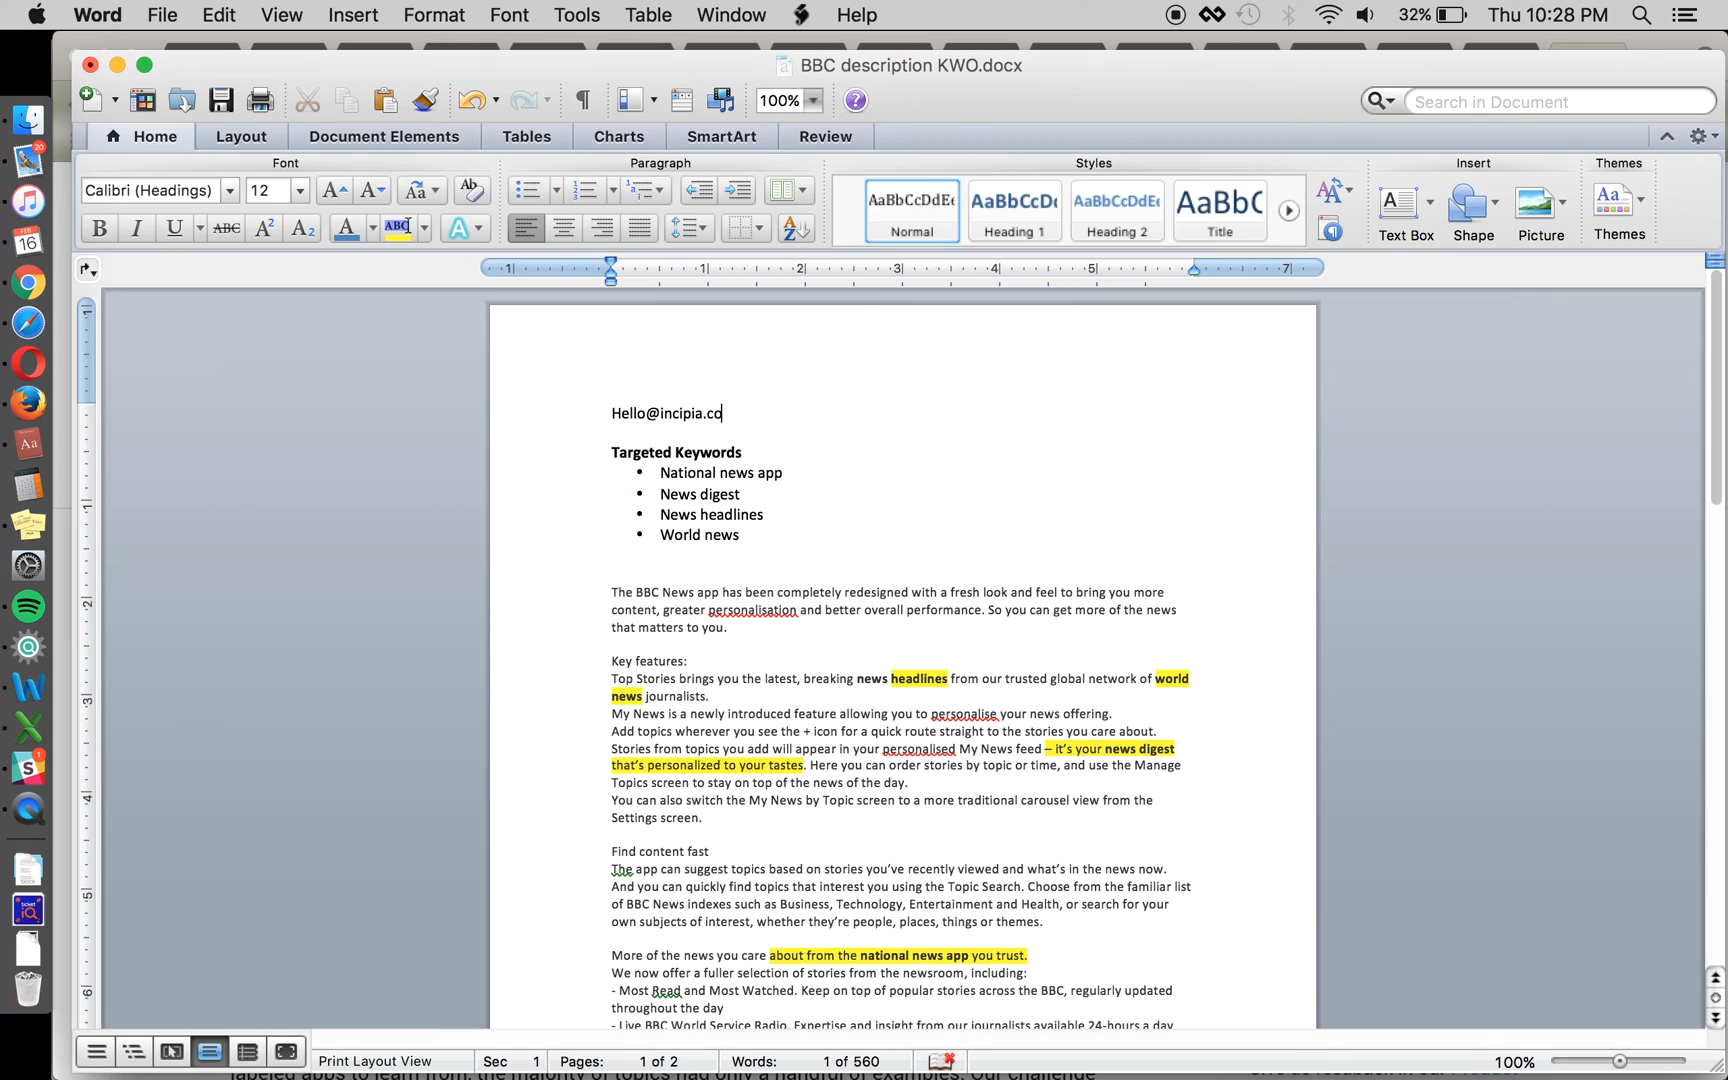 Word File Edit View Insert Format Font Tools Table Window Help 32% Thu 10:28 PM
BBC description KWO.docx
100% Search in Document
Home Layout Document Elements Tables Charts SmartArt Review
Font Paragraph Styles Insert Themes
Calibri (Headings) 12
AaBbCcDdEe AaBbCcDc AaBbCcDdEe AaBbC
Normal Heading 1 Heading 2 Title
Text Box Shape Picture Themes
Hello@incipia.co
Targeted Keywords
• National news app
• News digest
• News headlines
• World news
The BBC News app has been completely redesigned with a fresh look and feel to bring you more
content, greater personalisation and better overall performance. So you can get more of the news
that matters to you.
Key features:
Top Stories brings you the latest, breaking news headlines from our trusted global network of world
news journalists.
My News is a newly introduced feature allowing you to personalise your news offering.
Add topics wherever you see the + icon for a quick route straight to the stories you care about.
Stories from topics you add will appear in your personalised My News feed – it's your news digest
that's personalized to your tastes. Here you can order stories by topic or time, and use the Manage
Topics screen to stay on top of the news of the day.
You can also switch the My News by Topic screen to a more traditional carousel view from the
Settings screen.
Find content fast
The app can suggest topics based on stories you've recently viewed and what's in the news now.
And you can quickly find topics that interest you using the Topic Search. Choose from the familiar list
of BBC News indexes such as Business, Technology, Entertainment and Health, or search for your
own subjects of interest, whether they're people, places, things or themes.
More of the news you care about from the national news app you trust.
We now offer a fuller selection of stories from the newsroom, including:
- Most Read and Most Watched. Keep on top of popular stories across the BBC, regularly updated
throughout the day
- Live BBC World Service Radio. Expertise and insight from our journalists available 24-hours a day
Print Layout View Sec 1 Pages: 1 of 2 Words: 1 of 560 100%